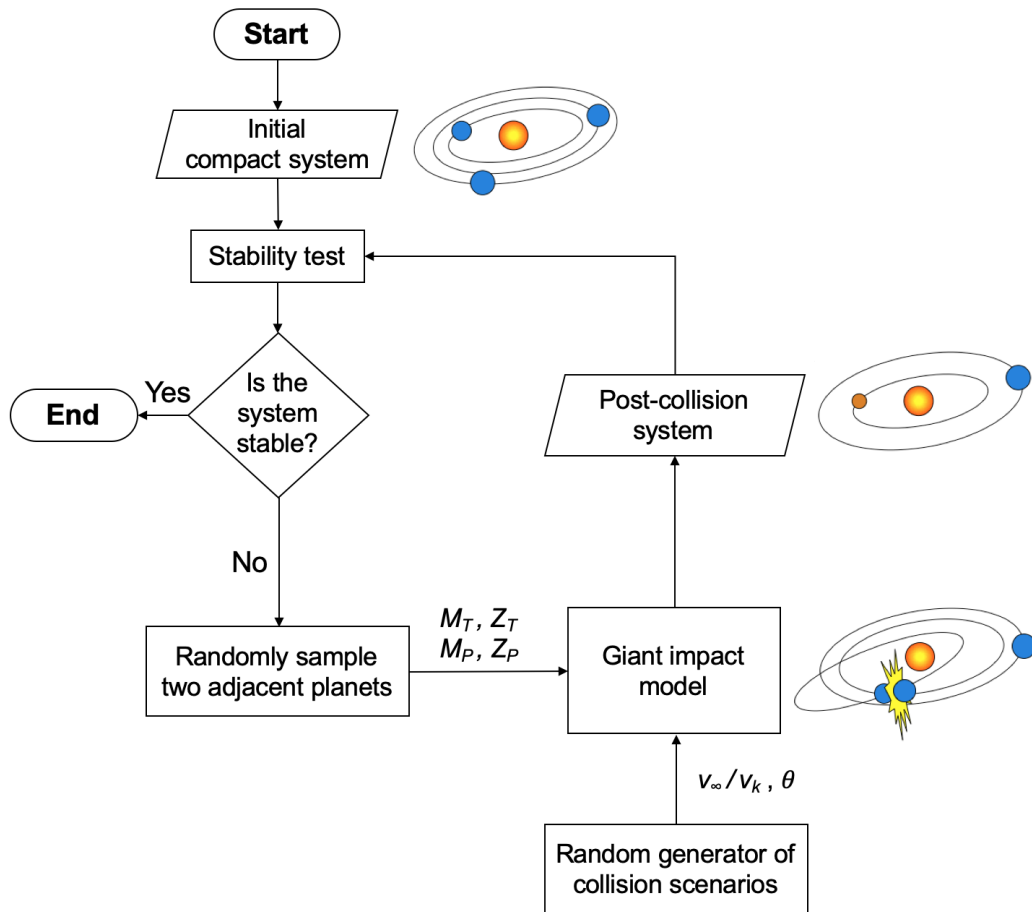 Start
Initial
compact system
Stability test
Is the
system
stable?
Yes
End
No
Randomly sample
two adjacent planets
M_T, Z_T
M_P, Z_P
Giant impact
model
Post-collision
system
v_∞/v_k, θ
Random generator of
collision scenarios